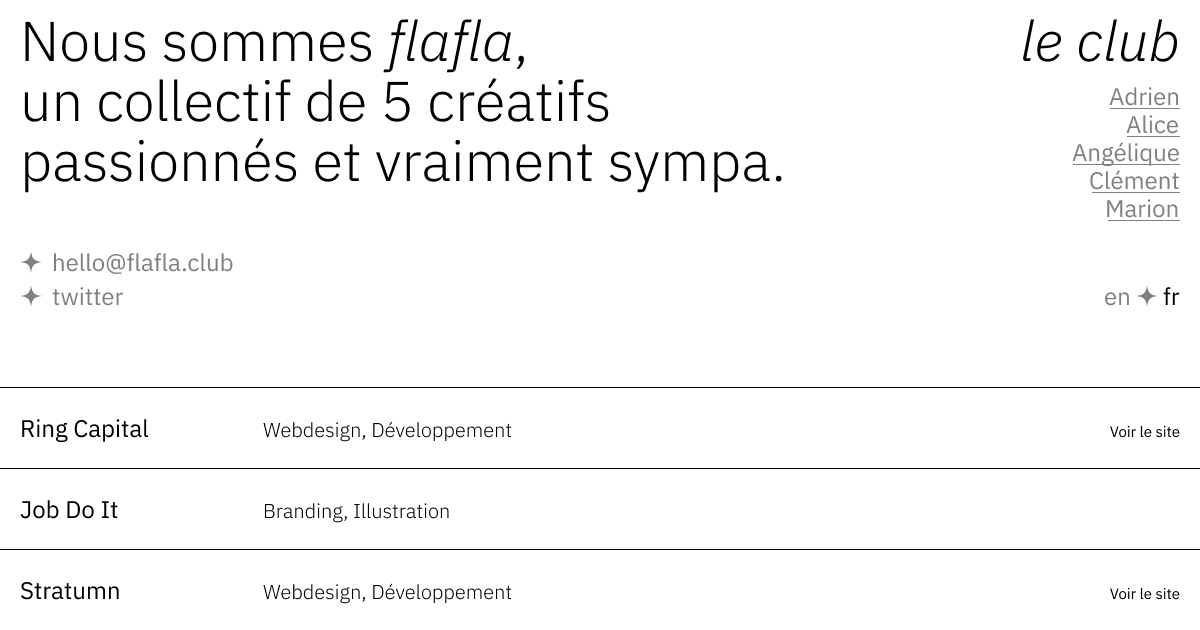 Nous sommes flafla,
un collectif de 5 créatifs
passionnés et vraiment sympa.
le club
Adrien
Alice
Angélique
Clément
Marion
✦ hello@flafla.club
✦ twitter
en ✦ fr
Ring Capital Webdesign, Développement Voir le site
Job Do It Branding, Illustration
Stratumn Webdesign, Développement Voir le site